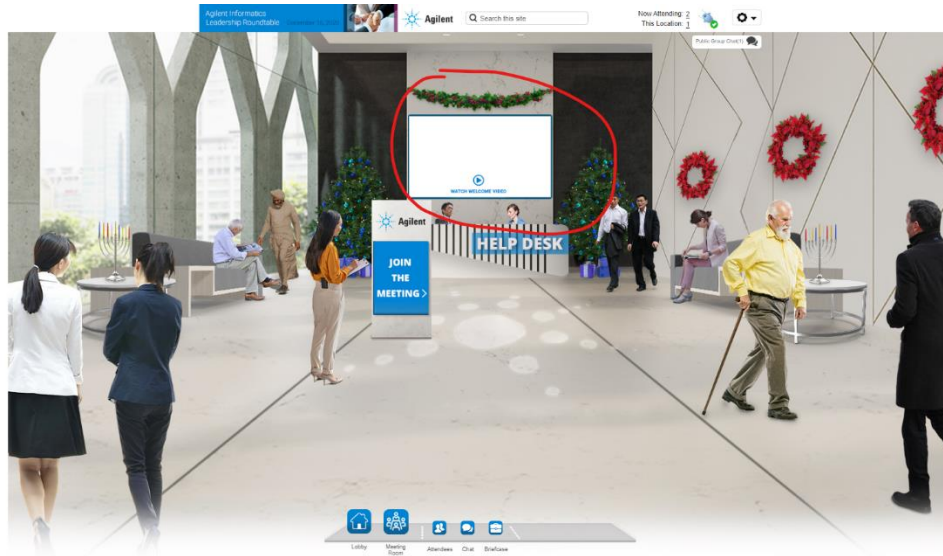 Agilent Informatics
Leadership Roundtable
Agilent
Search this site
Now Attending: 2
This Location: 1
Public Group Chat(1)
WATCH WELCOME VIDEO
Agilent
HELP DESK
JOIN
THE
MEETING >
Lobby
Meeting
Room
Attendees
Chat
Briefcase